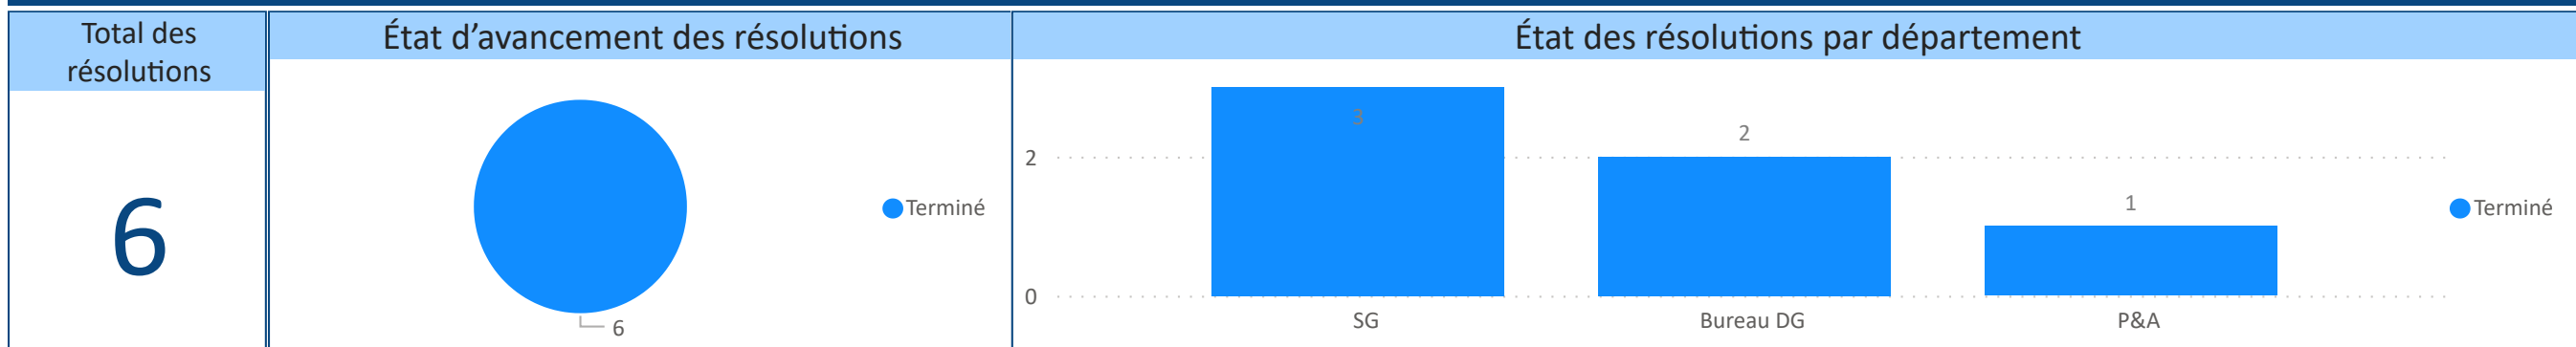 Total des
résolutions
État d’avancement des résolutions
État des résolutions par département
6
Terminé
6
3
2
1
2
0
SG
Bureau DG
P&A
Terminé